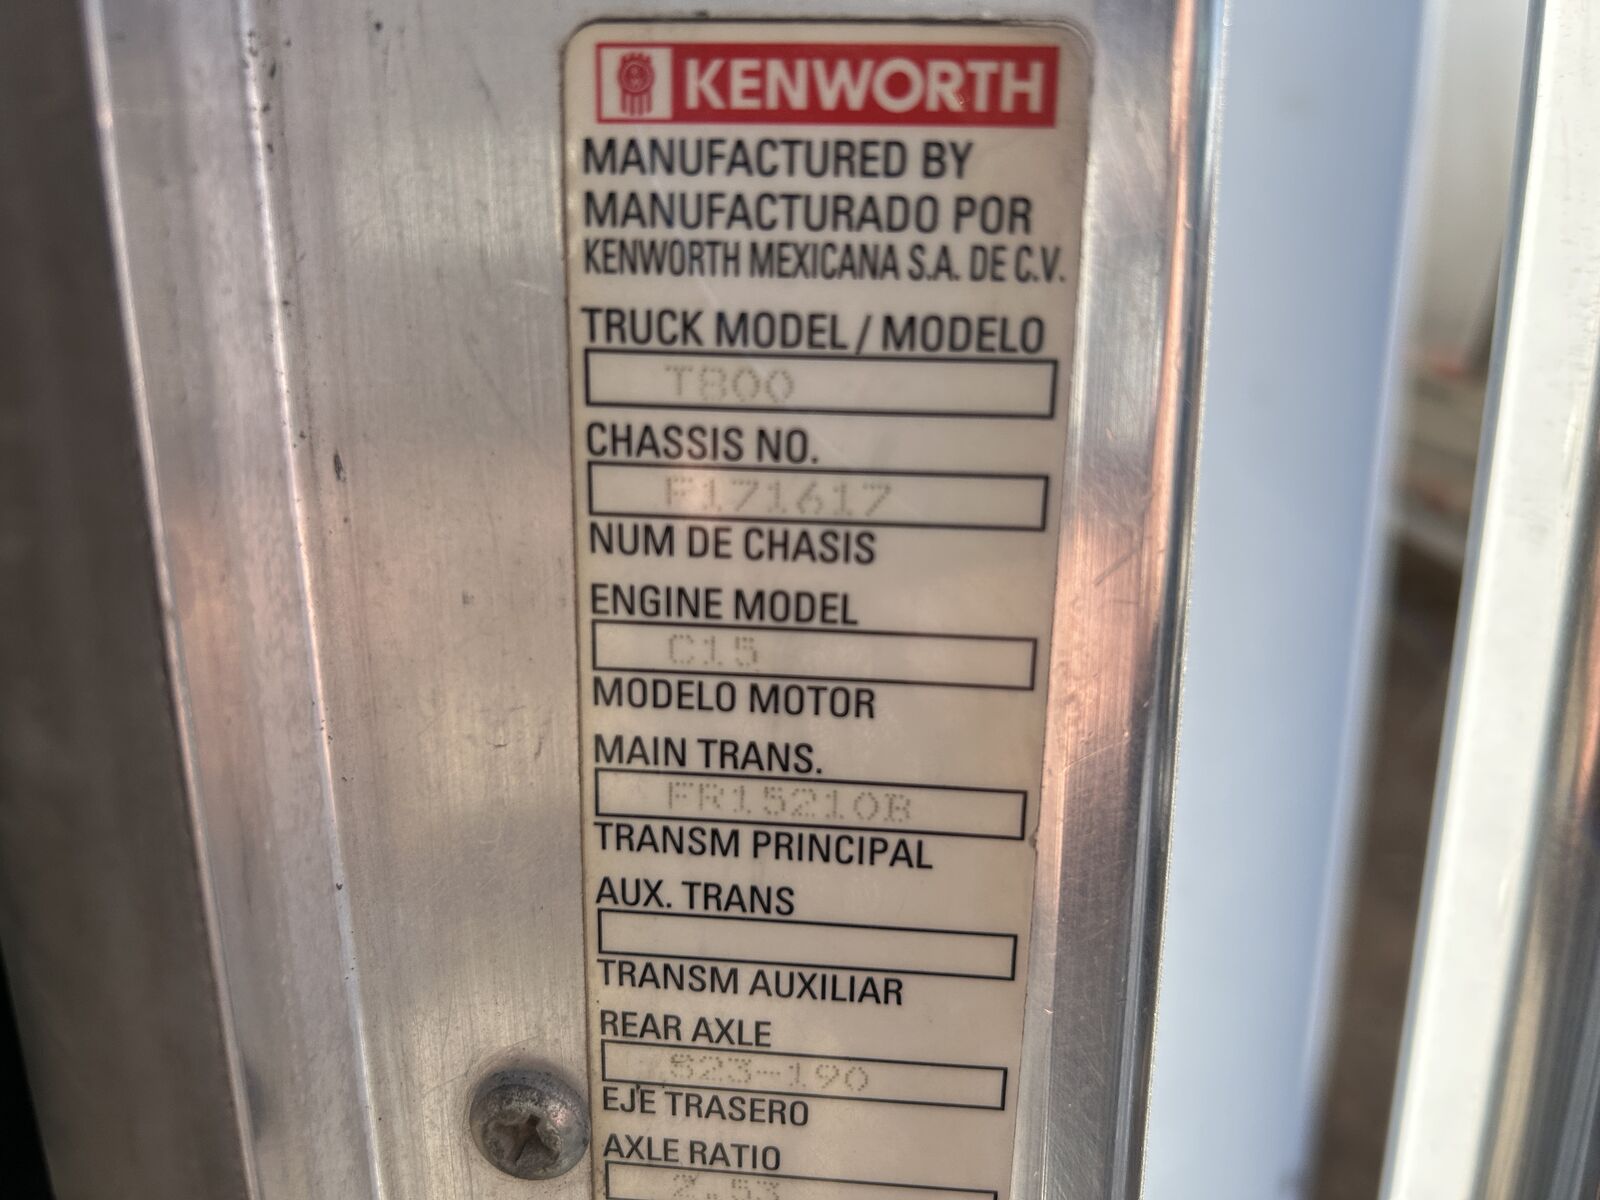 KENWORTH
MANUFACTURED BY
MANUFACTURADO POR
KENWORTH MEXICANA S.A. DE C.V.
TRUCK MODEL / MODELO
T800
CHASSIS NO.
F171617
NUM DE CHASIS
ENGINE MODEL
C15
MODELO MOTOR
MAIN TRANS.
FR15210B
TRANSM PRINCIPAL
AUX. TRANS
TRANSM AUXILIAR
REAR AXLE
S23-190
EJE TRASERO
AXLE RATIO
2.53